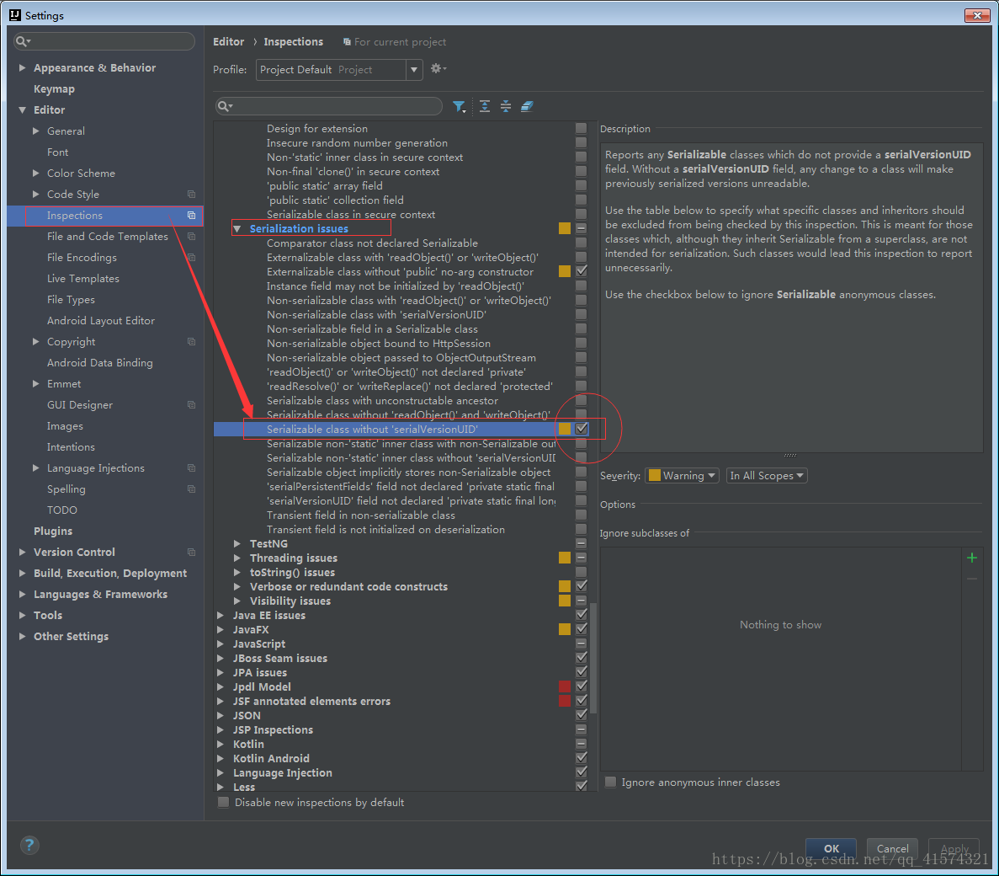 Settings
Appearance & Behavior
Keymap
Editor
General
Font
Color Scheme
Code Style
Inspections
File and Code Templates
File Encodings
Live Templates
File Types
Android Layout Editor
Copyright
Android Data Binding
Emmet
GUI Designer
Images
Intentions
Language Injections
Spelling
TODO
Plugins
Version Control
Build, Execution, Deployment
Languages & Frameworks
Tools
Other Settings
Editor › Inspections For current project
Profile: Project Default Project
Design for extension
Insecure random number generation
Non-'static' inner class in secure context
Non-final 'clone()' in secure context
'public static' array field
'public static' collection field
Serializable class in secure context
Serialization issues
Comparator class not declared Serializable
Externalizable class with 'readObject()' or 'writeObject()'
Externalizable class without 'public' no-arg constructor
Instance field may not be initialized by 'readObject()'
Non-serializable class with 'readObject()' or 'writeObject()'
Non-serializable class with 'serialVersionUID'
Non-serializable field in a Serializable class
Non-serializable object bound to HttpSession
Non-serializable object passed to ObjectOutputStream
'readObject()' or 'writeObject()' not declared 'private'
'readResolve()' or 'writeReplace()' not declared 'protected'
Serializable class with unconstructable ancestor
Serializable class without 'readObject()' and 'writeObject()'
Serializable class without 'serialVersionUID'
Serializable non-'static' inner class with non-Serializable out
Serializable non-'static' inner class without 'serialVersionUID
Serializable object implicitly stores non-Serializable object
'serialPersistentFields' field not declared 'private static final
'serialVersionUID' field not declared 'private static final long
Transient field in non-serializable class
Transient field is not initialized on deserialization
TestNG
Threading issues
toString() issues
Verbose or redundant code constructs
Visibility issues
Java EE issues
JavaFX
JavaScript
JBoss Seam issues
JPA issues
Jpdl Model
JSF annotated elements errors
JSON
JSP Inspections
Kotlin
Kotlin Android
Language Injection
Less
Disable new inspections by default
Description
Reports any Serializable classes which do not provide a serialVersionUID
field. Without a serialVersionUID field, any change to a class will make
previously serialized versions unreadable.
Use the table below to specify what specific classes and inheritors should
be excluded from being checked by this inspection. This is meant for those
classes which, although they inherit Serializable from a superclass, are not
intended for serialization. Such classes would lead this inspection to report
unnecessarily.
Use the checkbox below to ignore Serializable anonymous classes.
Severity: Warning In All Scopes
Options
Ignore subclasses of
Nothing to show
Ignore anonymous inner classes
? OK Cancel Apply
https://blog.csdn.net/qq_41574321